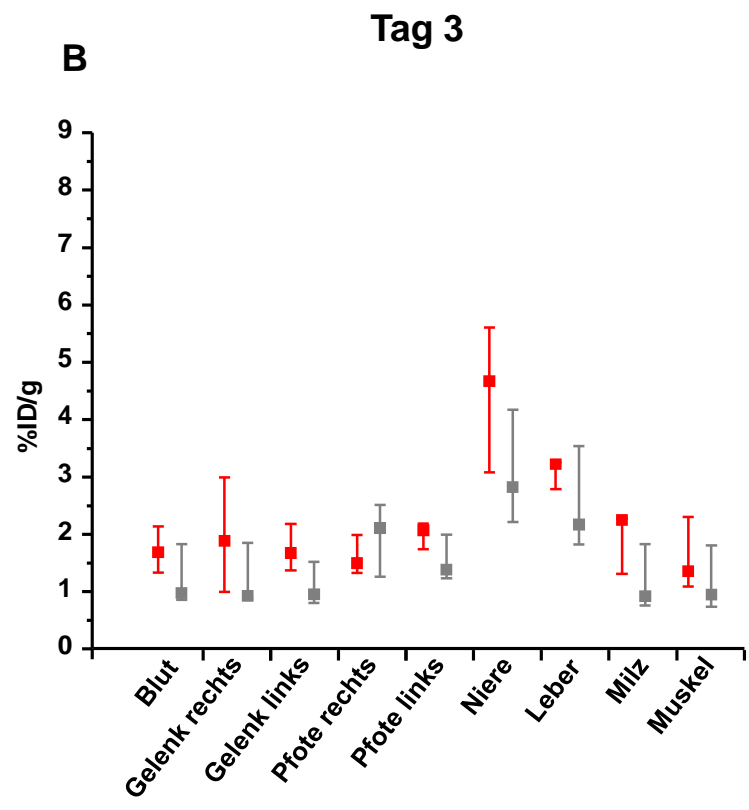 Tag 3
B
9
8
7
6
5
4
3
2
1
0
%ID/g
Blut
Gelenk rechts
Gelenk links
Pfote rechts
Pfote links
Niere
Leber
Milz
Muskel